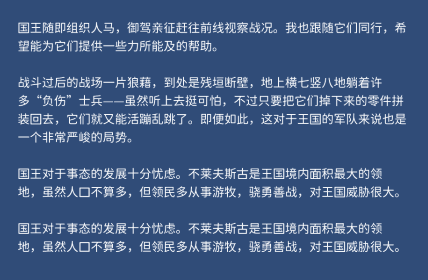 国王随即组织人马，御驾亲征赶往前线视察战况。我也跟随它们同行，希
望能为它们提供一些力所能及的帮助。
战斗过后的战场一片狼藉，到处是残垣断壁，地上横七竖八地躺着许
多“负伤”士兵——虽然听上去挺可怕，不过只要把它们掉下来的零件拼
装回去，它们就又能活蹦乱跳了。即便如此，这对于王国的军队来说也是
一个非常严峻的局势。
国王对于事态的发展十分忧虑。不莱夫斯古是王国境内面积最大的领
地，虽然人口不算多，但领民多从事游牧，骁勇善战，对王国威胁很大。
国王对于事态的发展十分忧虑。不莱夫斯古是王国境内面积最大的领
地，虽然人口不算多，但领民多从事游牧，骁勇善战，对王国威胁很大。